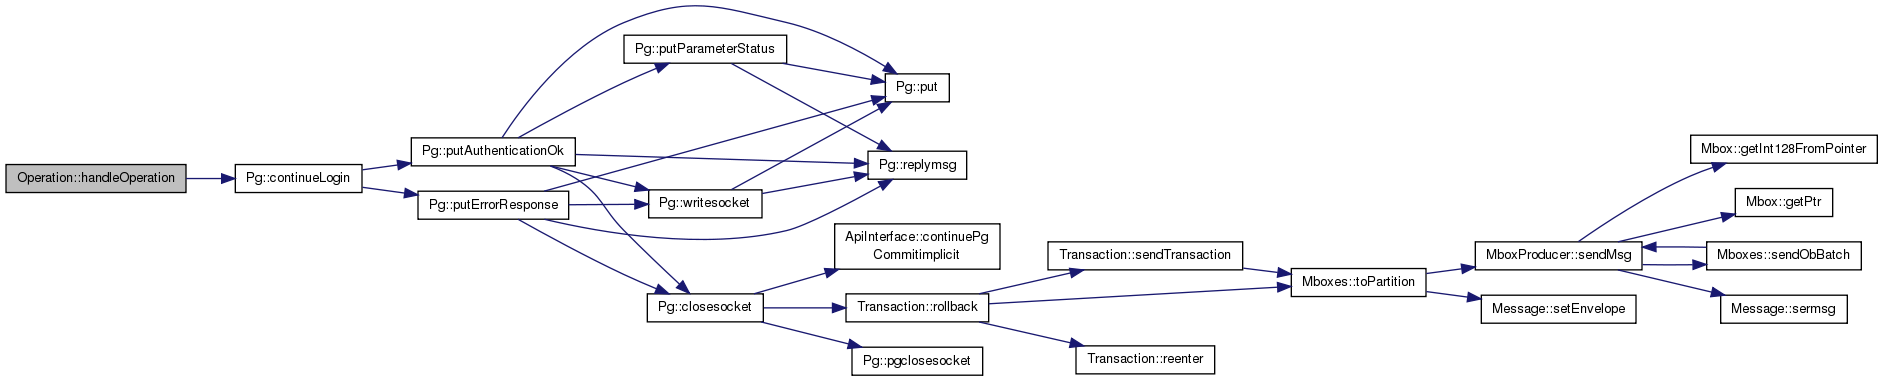 Operation::handleOperation
Pg::continueLogin
Pg::putAuthenticationOk
Pg::putErrorResponse
Pg::putParameterStatus
Pg::writesocket
Pg::closesocket
Pg::put
Pg::replymsg
ApiInterface::continuePg
Commitimplicit
Transaction::rollback
Pg::pgclosesocket
Transaction::sendTransaction
Transaction::reenter
Mboxes::toPartition
MboxProducer::sendMsg
Message::setEnvelope
Mbox::getInt128FromPointer
Mbox::getPtr
Mboxes::sendObBatch
Message::sermsg